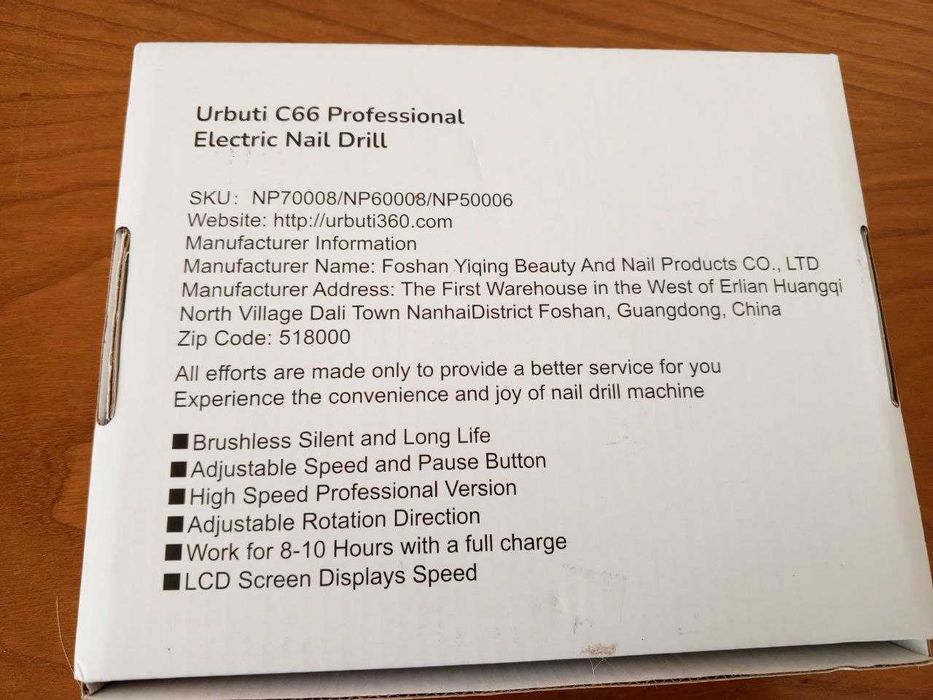 Urbuti C66 Professional
Electric Nail Drill
SKU: NP70008/NP60008/NP50006
Website: http://urbuti360.com
Manufacturer Information
Manufacturer Name: Foshan Yiqing Beauty And Nail Products CO., LTD
Manufacturer Address: The First Warehouse in the West of Erlian Huangqi
North Village Dali Town NanhaiDistrict Foshan, Guangdong, China
Zip Code: 518000
All efforts are made only to provide a better service for you
Experience the convenience and joy of nail drill machine
■Brushless Silent and Long Life
■Adjustable Speed and Pause Button
■High Speed Professional Version
■Adjustable Rotation Direction
■Work for 8-10 Hours with a full charge
■LCD Screen Displays Speed